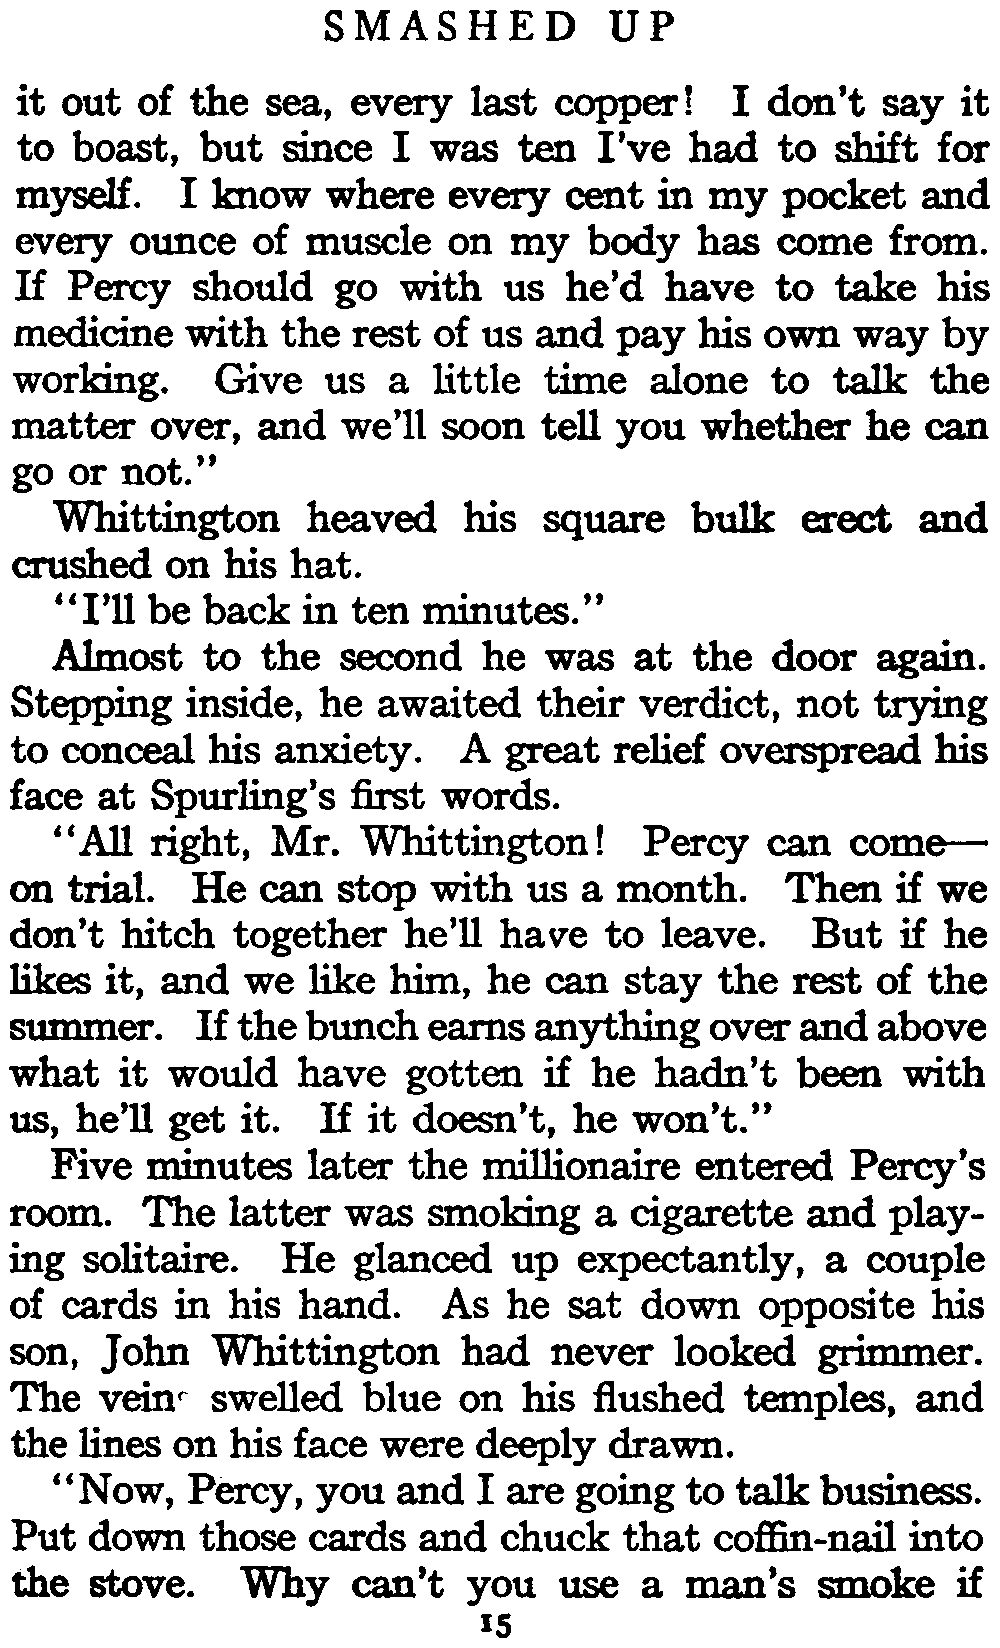 SMASHED UP
it out of the sea, every last copper! I don't say it
to boast, but since I was ten I've had to shift for
myself. I know where every cent in my pocket and
every ounce of muscle on my body has come from.
If Percy should go with us he'd have to take his
medicine with the rest of us and pay his own way by
working. Give us a little time alone to talk the
matter over, and we'll soon tell you whether he can
go or not."
Whittington heaved his square bulk erect and
crushed on his hat.
"I'll be back in ten minutes."
Almost to the second he was at the door again.
Stepping inside, he awaited their verdict, not trying
to conceal his anxiety. A great relief overspread his
face at Spurling's first words.
"All right, Mr. Whittington! Percy can come—
on trial. He can stop with us a month. Then if we
don't hitch together he'll have to leave. But if he
likes it, and we like him, he can stay the rest of the
summer. If the bunch earns anything over and above
what it would have gotten if he hadn't been with
us, he'll get it. If it doesn't, he won't."
Five minutes later the millionaire entered Percy's
room. The latter was smoking a cigarette and play-
ing solitaire. He glanced up expectantly, a couple
of cards in his hand. As he sat down opposite his
son, John Whittington had never looked grimmer.
The veins swelled blue on his flushed temples, and
the lines on his face were deeply drawn.
"Now, Percy, you and I are going to talk business.
Put down those cards and chuck that coffin-nail into
the stove. Why can't you use a man's smoke if
15